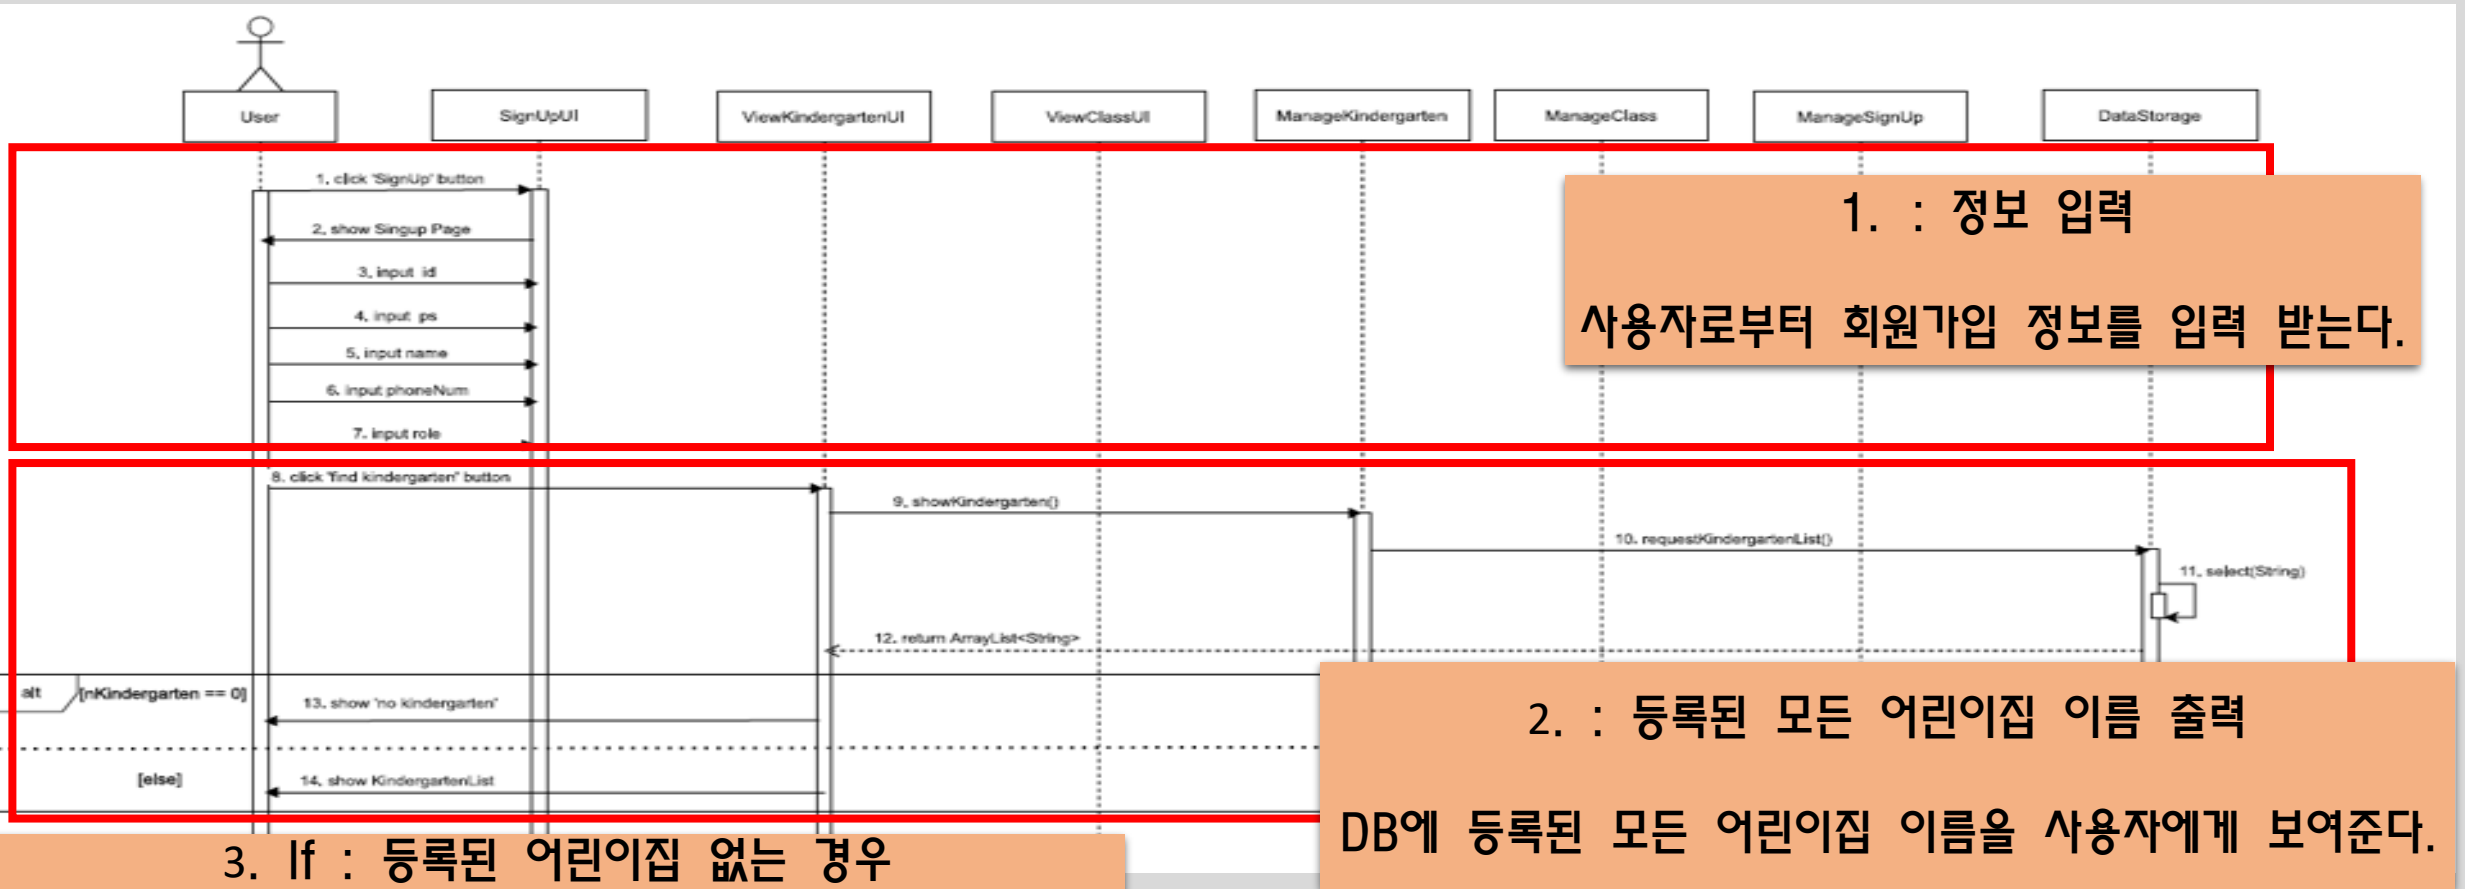 User
SignUpUI
ViewKindergartenUI
ViewClassUI
ManageKindergarten
ManageClass
ManageSignUp
DataStorage
1. click 'SignUp' button
2. show Singup Page
3. input id
4. input ps
5. input name
6. input phoneNum
7. input role
1. : 정보 입력
사용자로부터 회원가입 정보를 입력 받는다.
8. click 'find kindergarten' button
9. showKindergarten()
10. requestKindergartenList()
11. select(String)
12. return ArrayList<String>
alt
[nKindergarten == 0]
13. show 'no kindergarten'
[else]
14. show KindergartenList
2. : 등록된 모든 어린이집 이름 출력
DB에 등록된 모든 어린이집 이름을 사용자에게 보여준다.
3. If : 등록된 어린이집 없는 경우